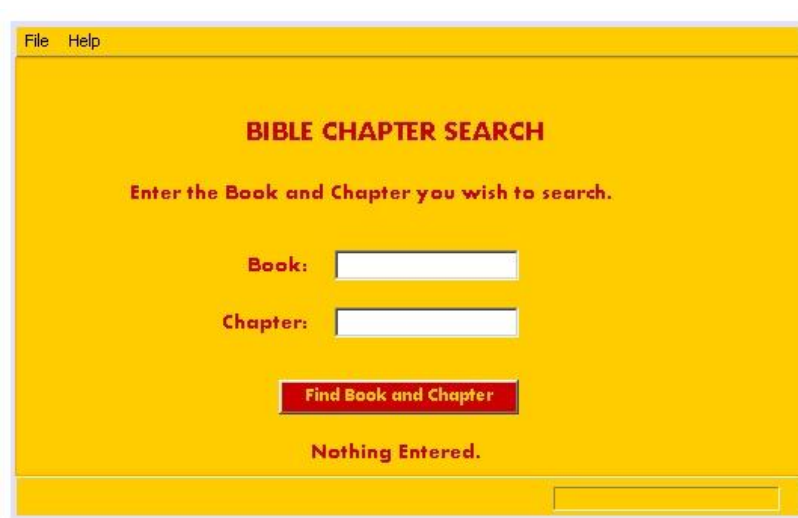 File Help
BIBLE CHAPTER SEARCH
Enter the Book and Chapter you wish to search.
Book:
Chapter:
Find Book and Chapter
Nothing Entered.